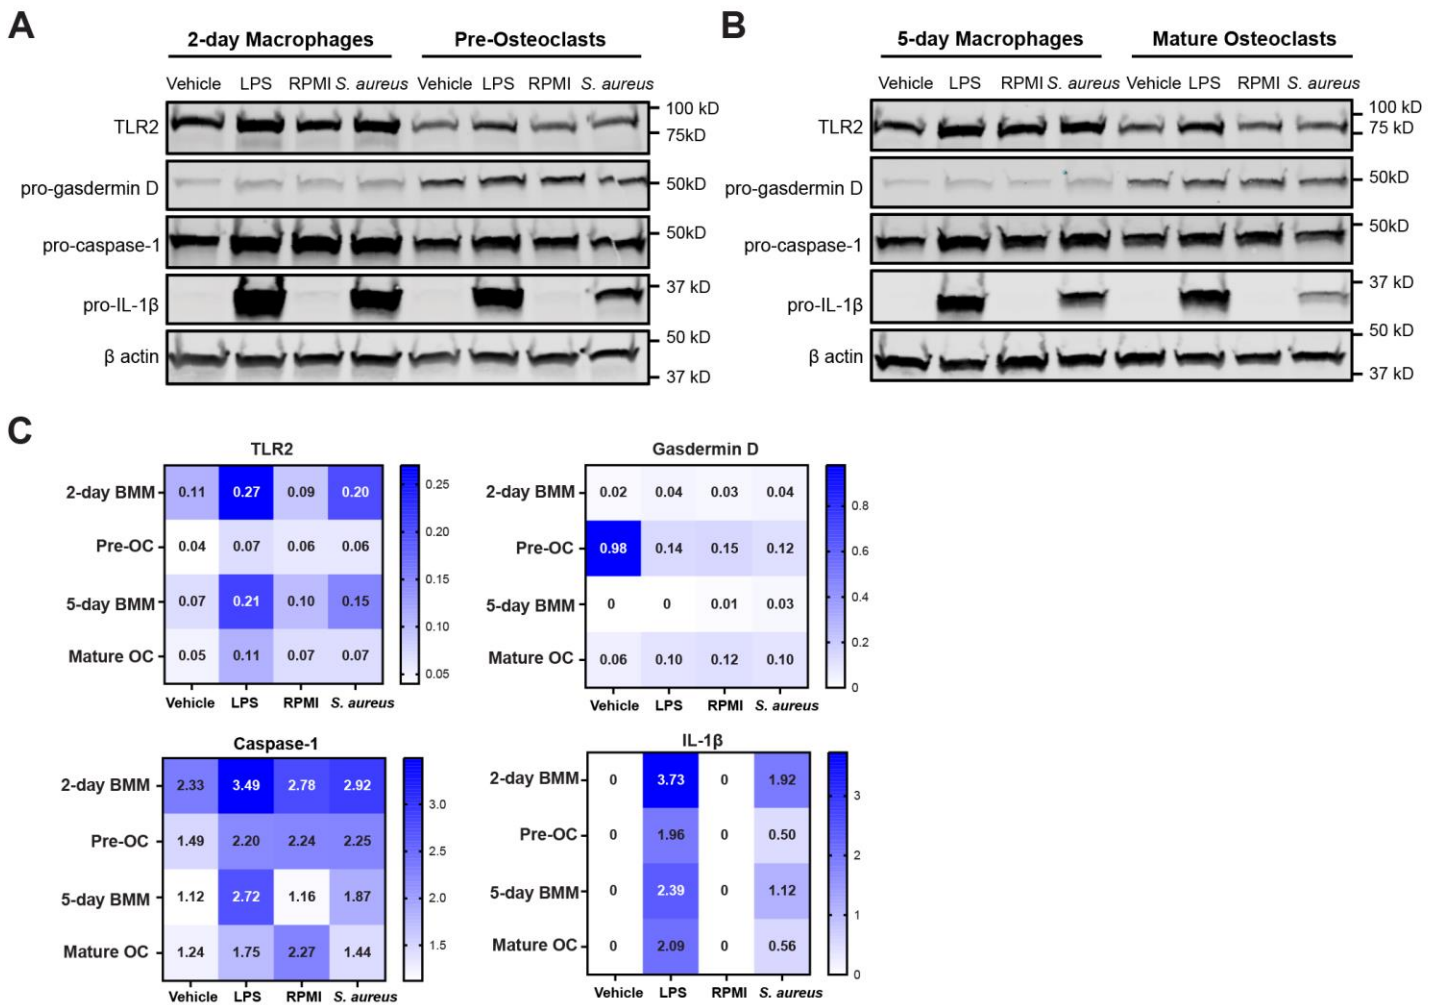 A
2-day Macrophages Pre-Osteoclasts
Vehicle LPS RPMI S. aureus Vehicle LPS RPMI S. aureus
TLR2 100 kD
75kD
pro-gasdermin D 50kD
pro-caspase-1 50kD
pro-IL-1β 37 kD
β actin 50 kD
37 kD
B
5-day Macrophages Mature Osteoclasts
Vehicle LPS RPMI S. aureus Vehicle LPS RPMI S. aureus
TLR2 100 kD
75 kD
pro-gasdermin D 50kD
pro-caspase-1 50kD
pro-IL-1β 37 kD
β actin 50 kD
37 kD
C
TLR2
2-day BMM 0.11 0.27 0.09 0.20
Pre-OC 0.04 0.07 0.06 0.06
5-day BMM 0.07 0.21 0.10 0.15
Mature OC 0.05 0.11 0.07 0.07
Vehicle LPS RPMI S. aureus
0.25
0.20
0.15
0.10
0.05
Gasdermin D
2-day BMM 0.02 0.04 0.03 0.04
Pre-OC 0.98 0.14 0.15 0.12
5-day BMM 0 0 0.01 0.03
Mature OC 0.06 0.10 0.12 0.10
Vehicle LPS RPMI S. aureus
0.8
0.6
0.4
0.2
0
Caspase-1
2-day BMM 2.33 3.49 2.78 2.92
Pre-OC 1.49 2.20 2.24 2.25
5-day BMM 1.12 2.72 1.16 1.87
Mature OC 1.24 1.75 2.27 1.44
Vehicle LPS RPMI S. aureus
3.0
2.5
2.0
1.5
IL-1β
2-day BMM 0 3.73 0 1.92
Pre-OC 0 1.96 0 0.50
5-day BMM 0 2.39 0 1.12
Mature OC 0 2.09 0 0.56
Vehicle LPS RPMI S. aureus
3
2
1
0